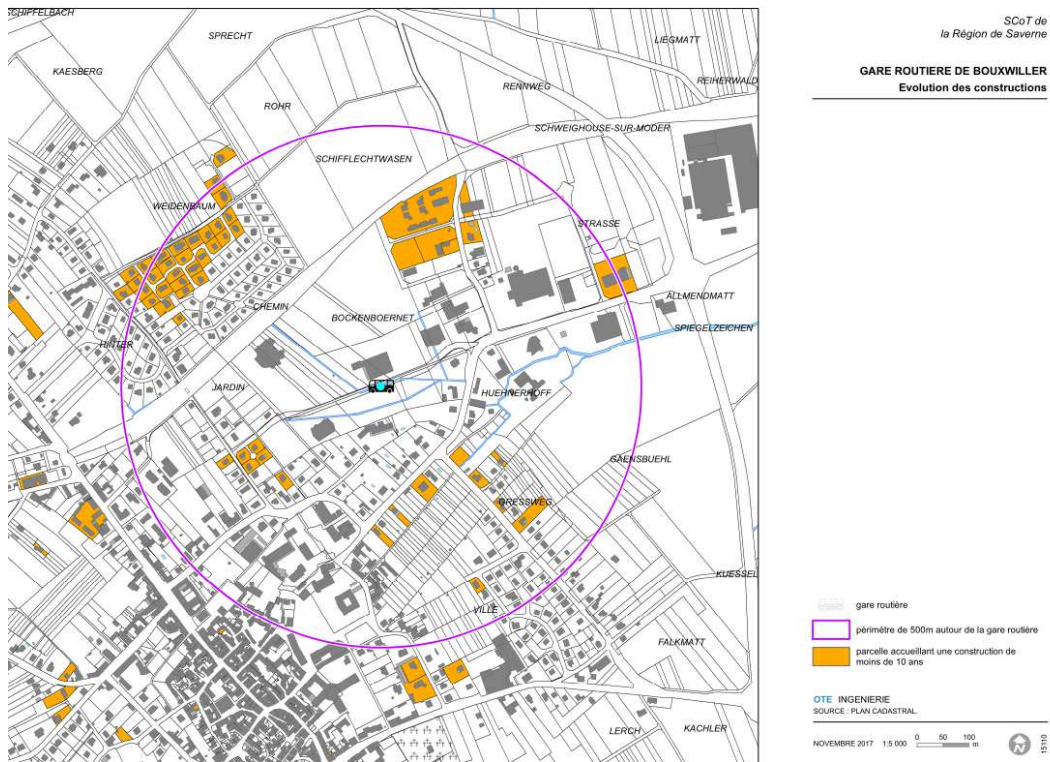 SCHIFFELBACH
SPRECHT
LIEGMATT
KAESBERG
REIHERWALD
RENNWEG
ROHR
SCHWEIGHOUSE-SUR-MODER
SCHIFFLECHTWASEN
WEIDENBAUM
STRASSE
ALLMENDMATT
CHEMIN
BOCKENBOERNET
SPIEGELZEICHEN
HINTER
JARDIN
HUEHNERHOFF
GAENSBUEHL
GRESSWEG
KUESSEL
VILLE
FALKMATT
LERCH
KACHLER
SCoT de
la Région de Saverne
GARE ROUTIERE DE BOUXWILLER
Evolution des constructions
gare routière
périmètre de 500m autour de la gare routière
parcelle accueillant une construction de
moins de 10 ans
OTE INGENIERIE
SOURCE : PLAN CADASTRAL.
NOVEMBRE 2017 1:5 000 0 50 100 m
N
15110